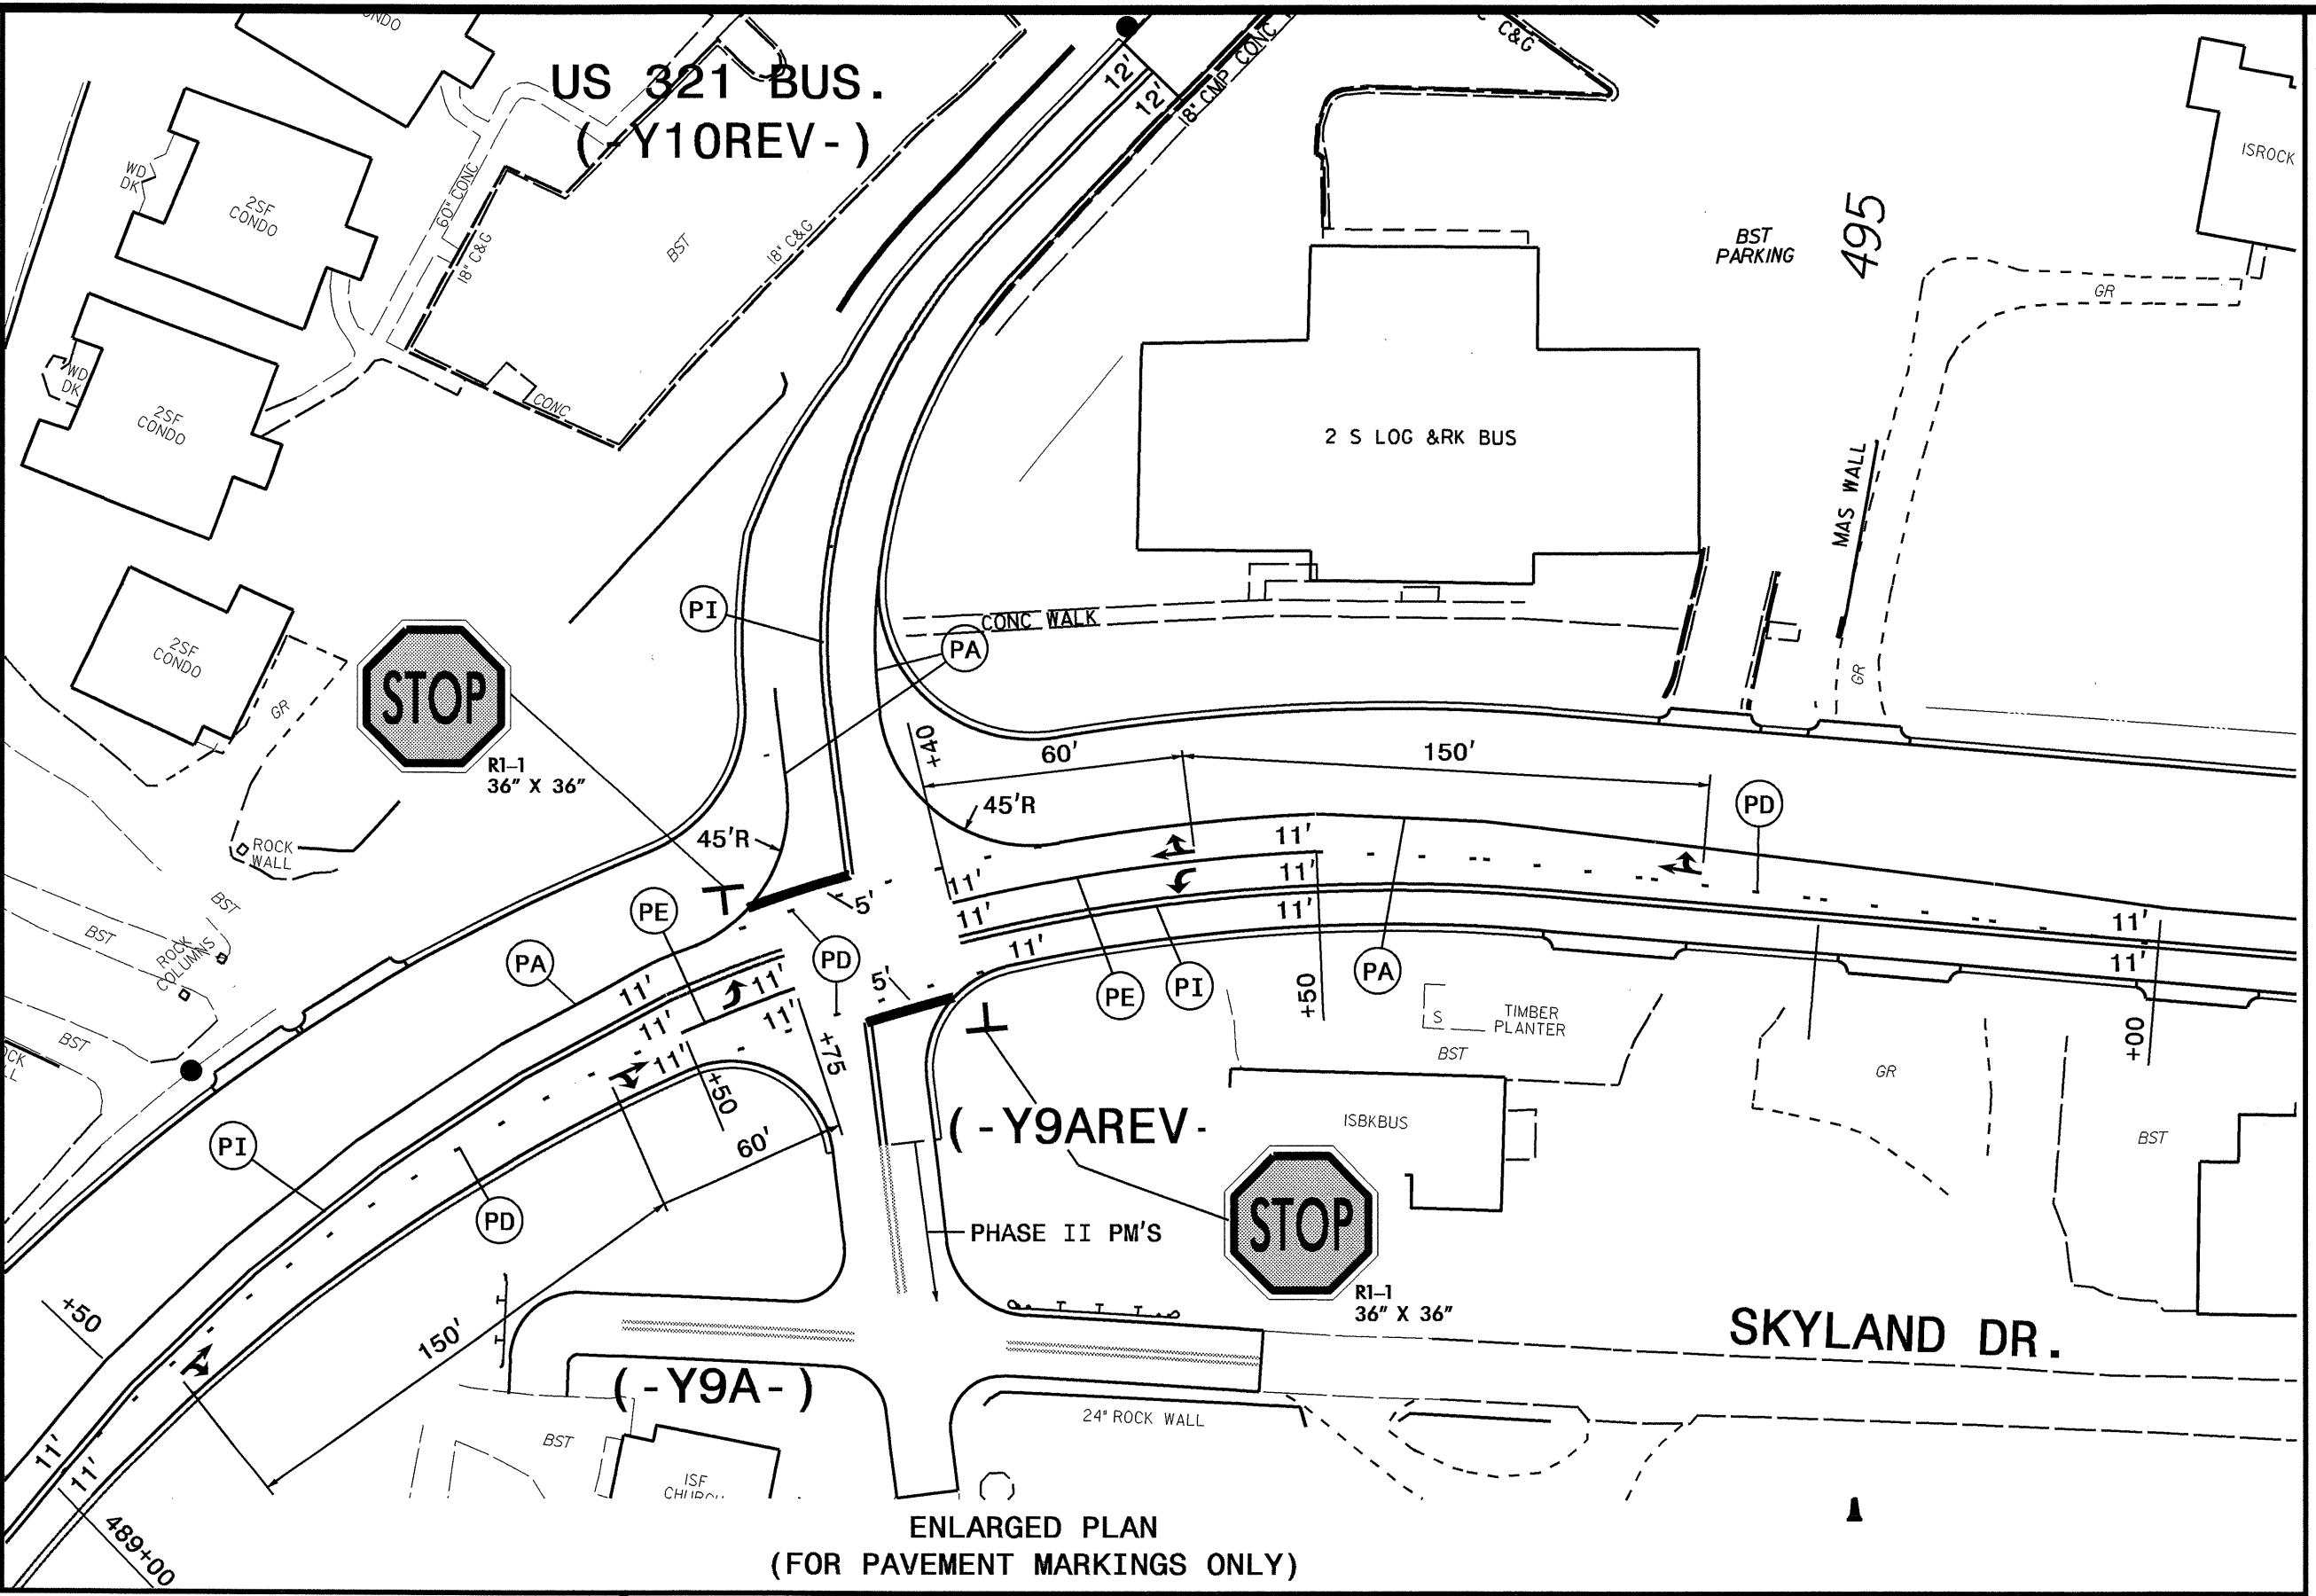 US 321 BUS.
(-Y10REV-)
12'
12'
18" CMP CONC
C&G
ISROCK
WD
DK
2SF
CONDO
60" CONC
18" C&G
BST
18" C&G
BST
PARKING
495
GR
WD
DK
2SF
CONDO
CONC
2 S LOG &RK BUS
MAS WALL
PI
CONC WALK
PA
2SF
CONDO
GR
STOP
R1-1
36" X 36"
GR
+40
60'
150'
45'R
PD
45'R
ROCK
WALL
11'
11'
11'
11'
11'
11'
5'
PE
BST
BST
ROCK
COLUMNS
PA
11'
11'
11'
11'
11'
11'
PD
5'
PE
PI
PA
+50
11'
11'
+00
S
TIMBER
PLANTER
BST
GR
BST
BST
+75
+50
60'
(-Y9AREV-
ISBKBUS
PI
PD
PHASE II PM'S
STOP
R1-1
36" X 36"
+50
150'
SKYLAND DR.
(-Y9A-)
24" ROCK WALL
11'
11'
BST
ISF
489+00
ENLARGED PLAN
(FOR PAVEMENT MARKINGS ONLY)